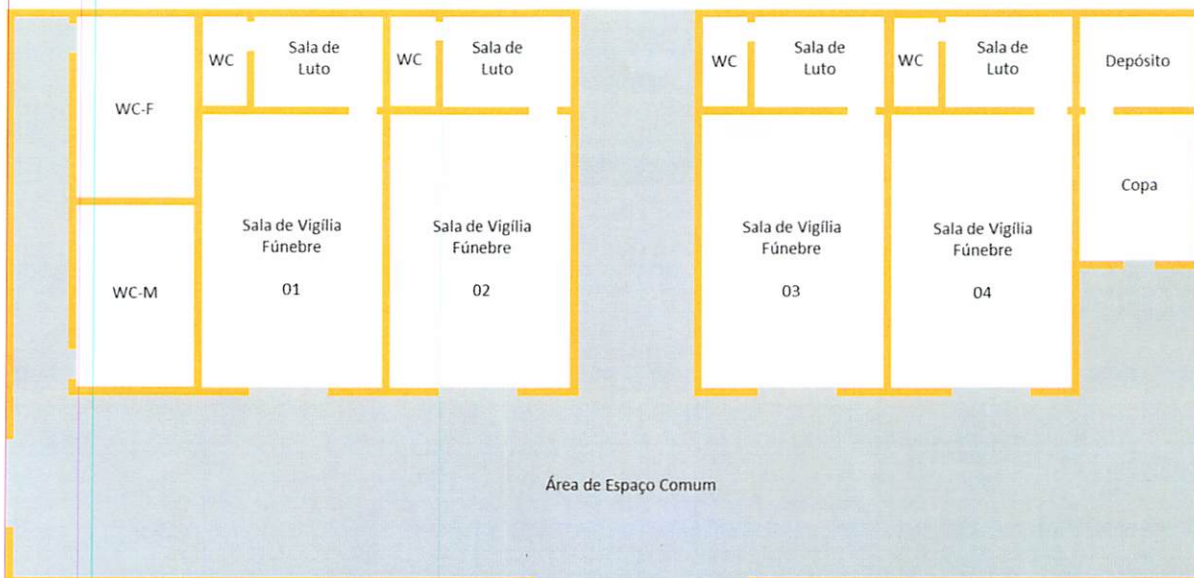 WC
Sala de
Luto
WC
Sala de
Luto
WC
Sala de
Luto
WC
Sala de
Luto
Depósito
WC-F
Copa
Sala de Vigília
Fúnebre
01
Sala de Vigília
Fúnebre
02
Sala de Vigília
Fúnebre
03
Sala de Vigília
Fúnebre
04
WC-M
Área de Espaço Comum